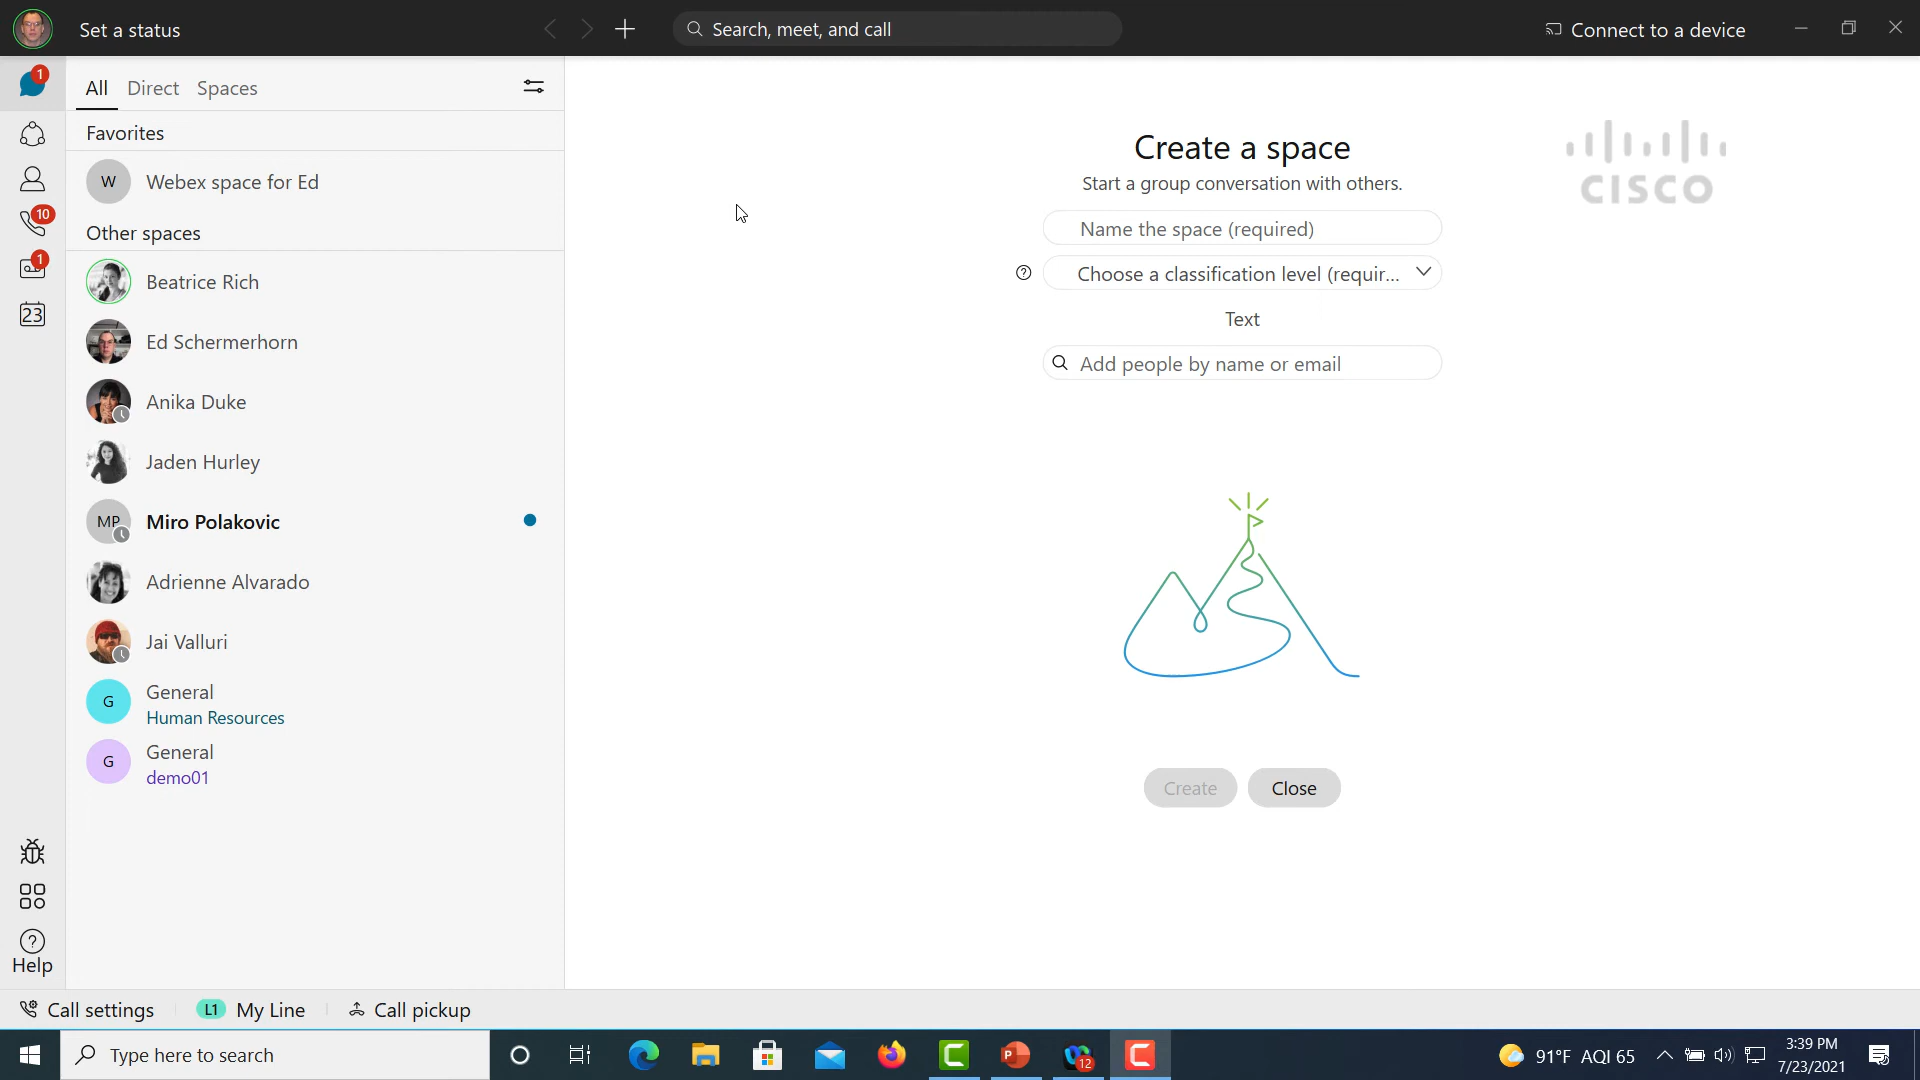 Set a status
Search, meet, and call
Connect to a device
1
All Direct Spaces
Favorites
W Webex space for Ed
Other spaces
10
1
Beatrice Rich
23
Ed Schermerhorn
Anika Duke
Jaden Hurley
MP Miro Polakovic
Adrienne Alvarado
Jai Valluri
G General
Human Resources
G General
demo01
Help
Create a space
Start a group conversation with others.
Name the space (required)
Choose a classification level (requir...
Text
Add people by name or email
Create Close
CISCO
Call settings L1 My Line Call pickup
Type here to search
P
12
91°F AQI 65
3:39 PM
7/23/2021